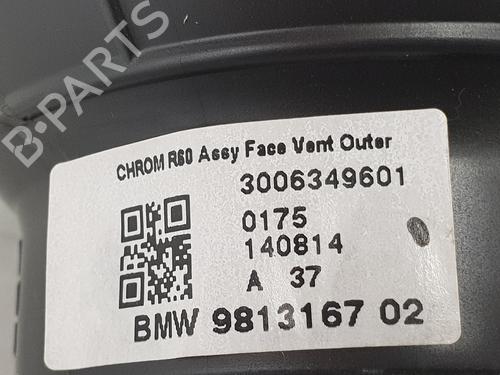 B-PARTS
CHROM R60 Assy Face Vent Outer
3006349601
0175
140814
A 37
BMW 9813167 02